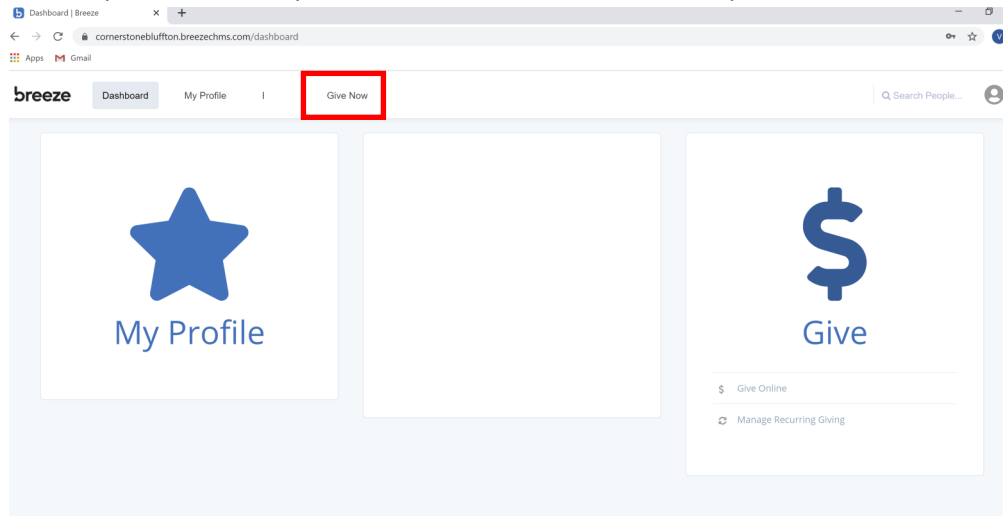 Dashboard | Breeze
cornerstonebluffton.breezechms.com/dashboard
Apps Gmail
breeze Dashboard My Profile Give Now Search People...
My Profile
Give
$ Give Online
Manage Recurring Giving